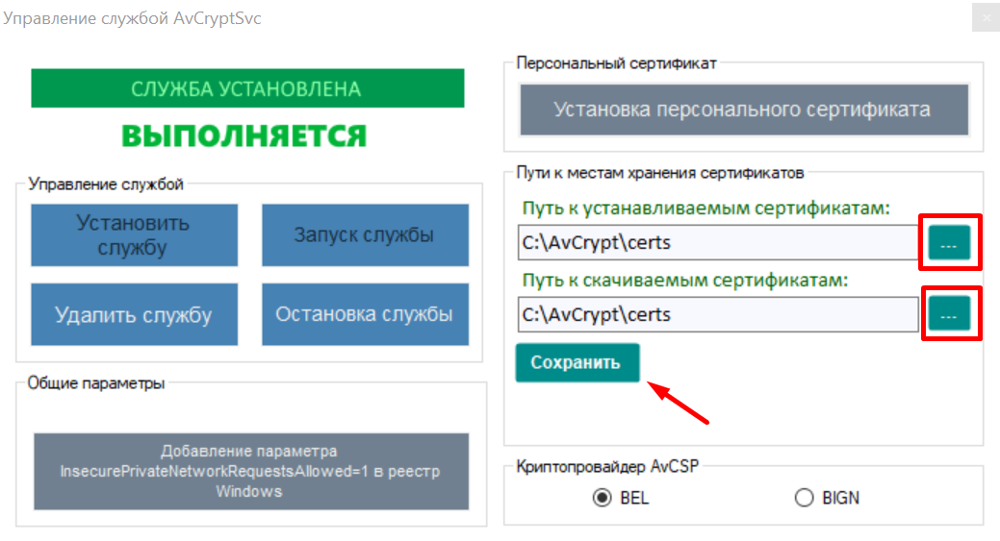 Управление службой AvCryptSvc
СЛУЖБА УСТАНОВЛЕНА
ВЫПОЛНЯЕТСЯ
Управление службой
Установить
службу
Запуск службы
Удалить службу
Остановка службы
Общие параметры
Добавление параметра
InsecurePrivateNetworkRequestsAllowed=1 в реестр
Windows
Персональный сертификат
Установка персонального сертификата
Пути к местам хранения сертификатов
Путь к устанавливаемым сертификатам:
C:\AvCrypt\certs
...
Путь к скачиваемым сертификатам:
C:\AvCrypt\certs
...
Сохранить
Криптопровайдер AvCSP
BEL
BIGN